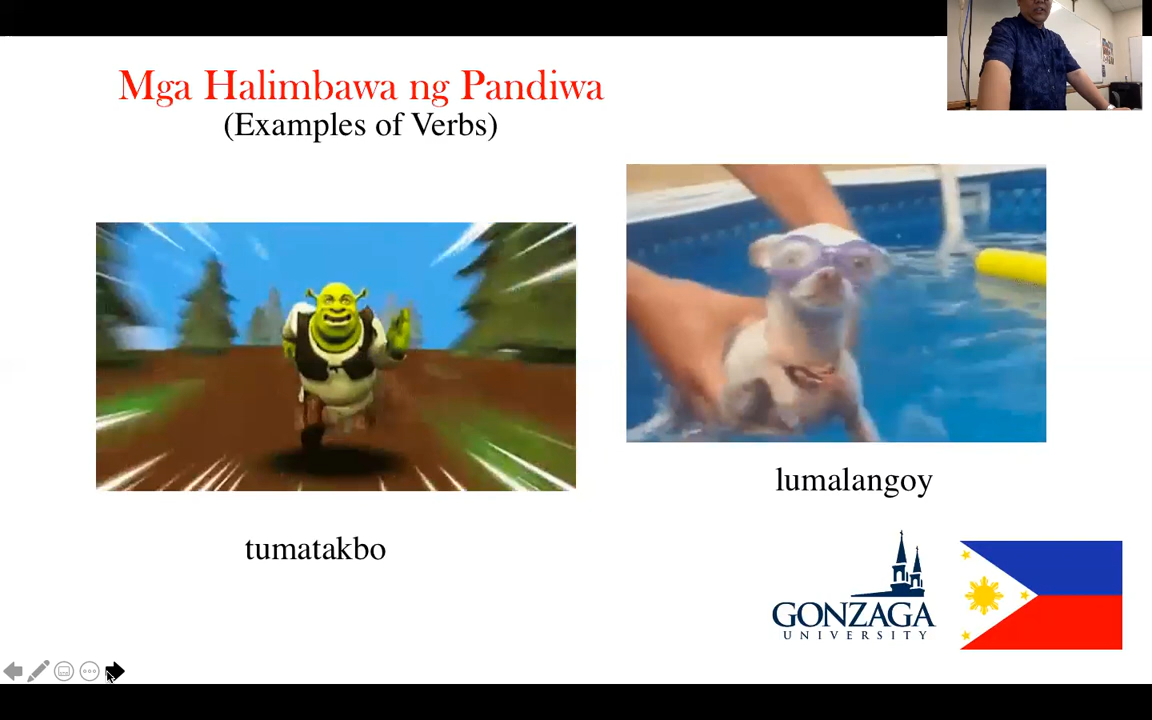 Mga Halimbawa ng Pandiwa
(Examples of Verbs)
lumalangoy
tumatakbo
GONZAGA
UNIVERSITY